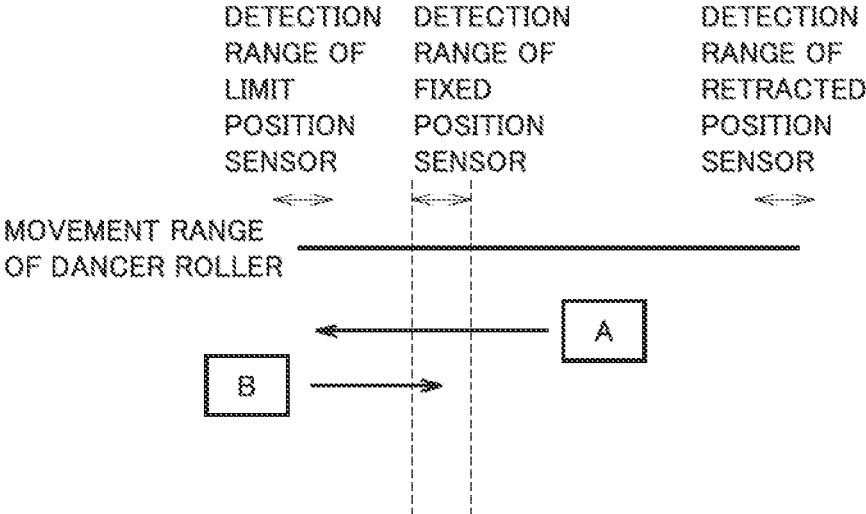 DETECTION
RANGE OF
LIMIT
POSITION
SENSOR
DETECTION
RANGE OF
FIXED
POSITION
SENSOR
DETECTION
RANGE OF
RETRACTED
POSITION
SENSOR
MOVEMENT RANGE
OF DANCER ROLLER
A
B